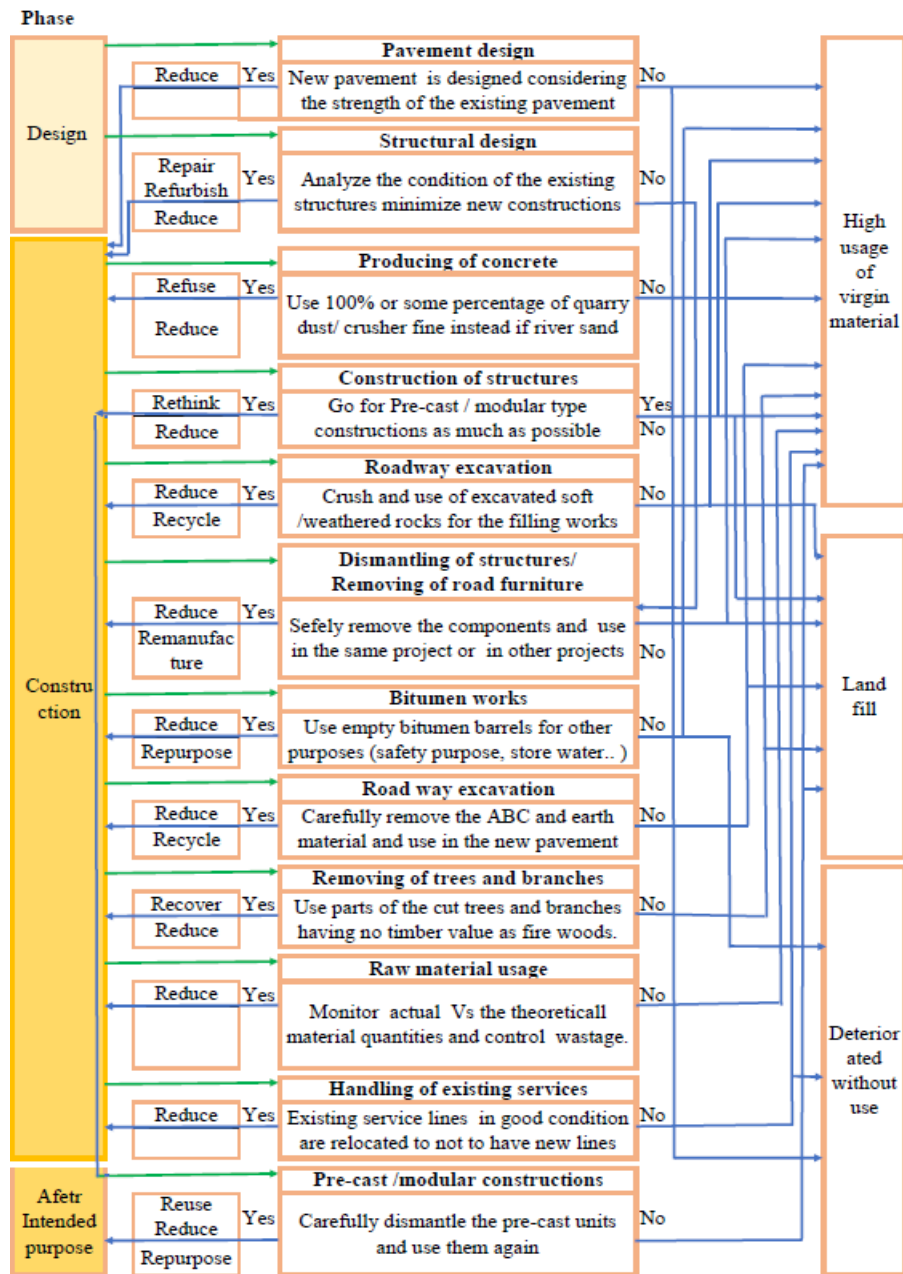 Phase
Design
Pavement design
Reduce
Yes
New pavement is designed considering
the strength of the existing pavement
No
Structural design
Repair
Refurbish
Reduce
Yes
Analyze the condition of the existing
structures minimize new constructions
No
High
usage
of
virgin
material
Constru
ction
Producing of concrete
Refuse
Reduce
Yes
Use 100% or some percentage of quarry
dust/ crusher fine instead if river sand
No
Construction of structures
Rethink
Reduce
Yes
Go for Pre-cast / modular type
constructions as much as possible
Yes
No
Roadway excavation
Reduce
Recycle
Yes
Crush and use of excavated soft
/weathered rocks for the filling works
No
Dismantling of structures/
Removing of road furniture
Reduce
Remanufac
ture
Yes
Sefely remove the components and use
in the same project or in other projects
No
Land
fill
Bitumen works
Reduce
Repurpose
Yes
Use empty bitumen barrels for other
purposes (safety purpose, store water.. )
No
Road way excavation
Reduce
Recycle
Yes
Carefully remove the ABC and earth
material and use in the new pavement
No
Removing of trees and branches
Recover
Reduce
Yes
Use parts of the cut trees and branches
having no timber value as fire woods.
No
Raw material usage
Reduce
Yes
Monitor actual Vs the theoreticall
material quantities and control wastage.
No
Deterior
ated
without
use
Handling of existing services
Reduce
Yes
Existing service lines in good condition
are relocated to not to have new lines
No
Afetr
Intended
purpose
Pre-cast /modular constructions
Reuse
Reduce
Repurpose
Yes
Carefully dismantle the pre-cast units
and use them again
No